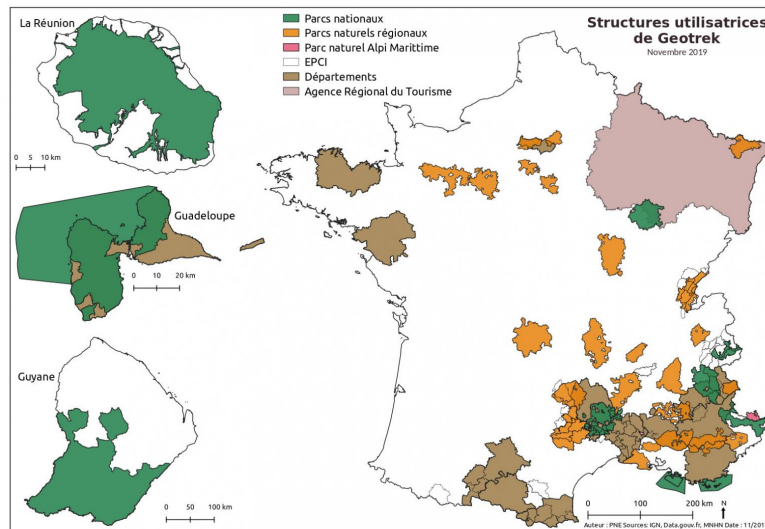 La Réunion
0 5 10 km
Guadeloupe
0 10 20 km
Guyane
0 50 100 km
Parcs nationaux
Parcs naturels régionaux
Parc naturel Alpi Marittime
EPCI
Départements
Agence Régional du Tourisme
Structures utilisatrices
de Geotrek
Novembre 2019
0 100 200 km
N
Auteur : PNE Sources: IGN, Data.gouv.fr, MNHN Date : 11/201